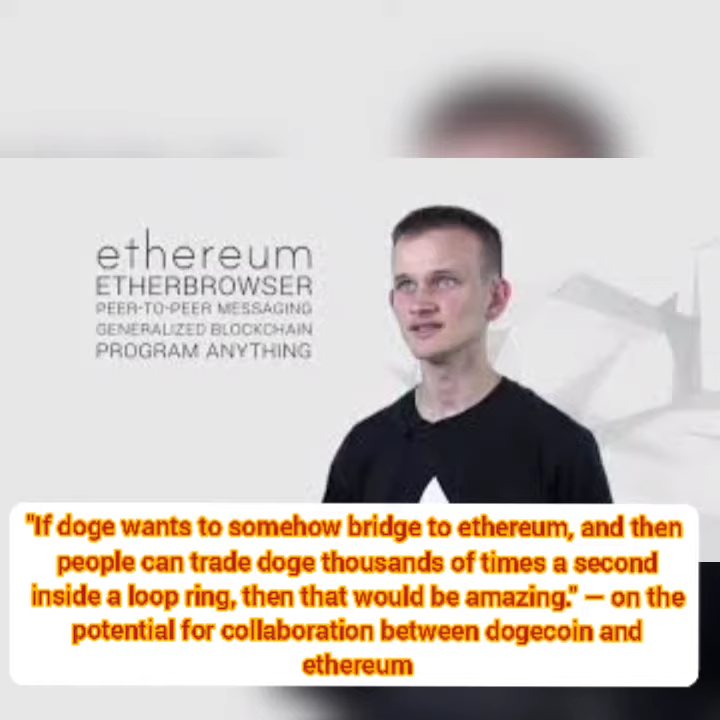 ethereum
ETHERBROWSER
PEER-TO-PEER MESSAGING
GENERALIZED BLOCKCHAIN
PROGRAM ANYTHING
"If doge wants to somehow bridge to ethereum, and then
people can trade doge thousands of times a second
inside a loop ring, then that would be amazing." — on the
potential for collaboration between dogecoin and
ethereum